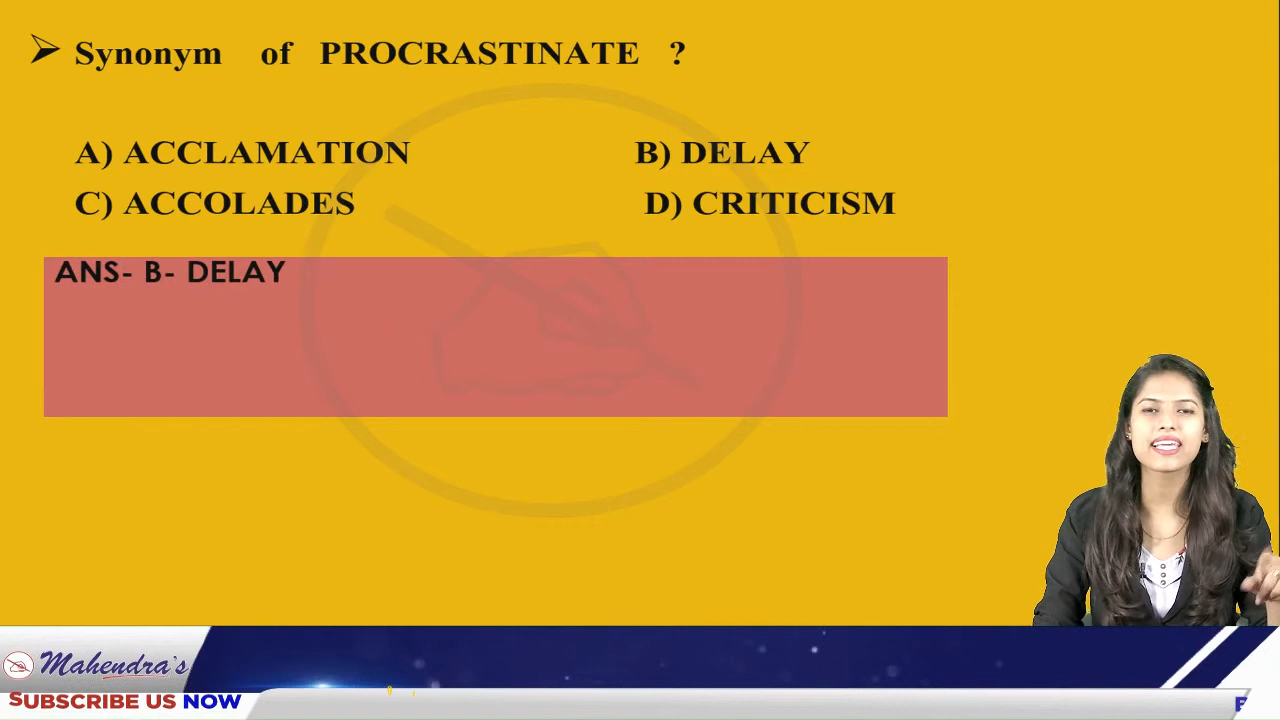 Synonym of PROCRASTINATE ?
A) ACCLAMATION B) DELAY
C) ACCOLADES D) CRITICISM
ANS- B- DELAY
Mahendra's
SUBSCRIBE US NOW